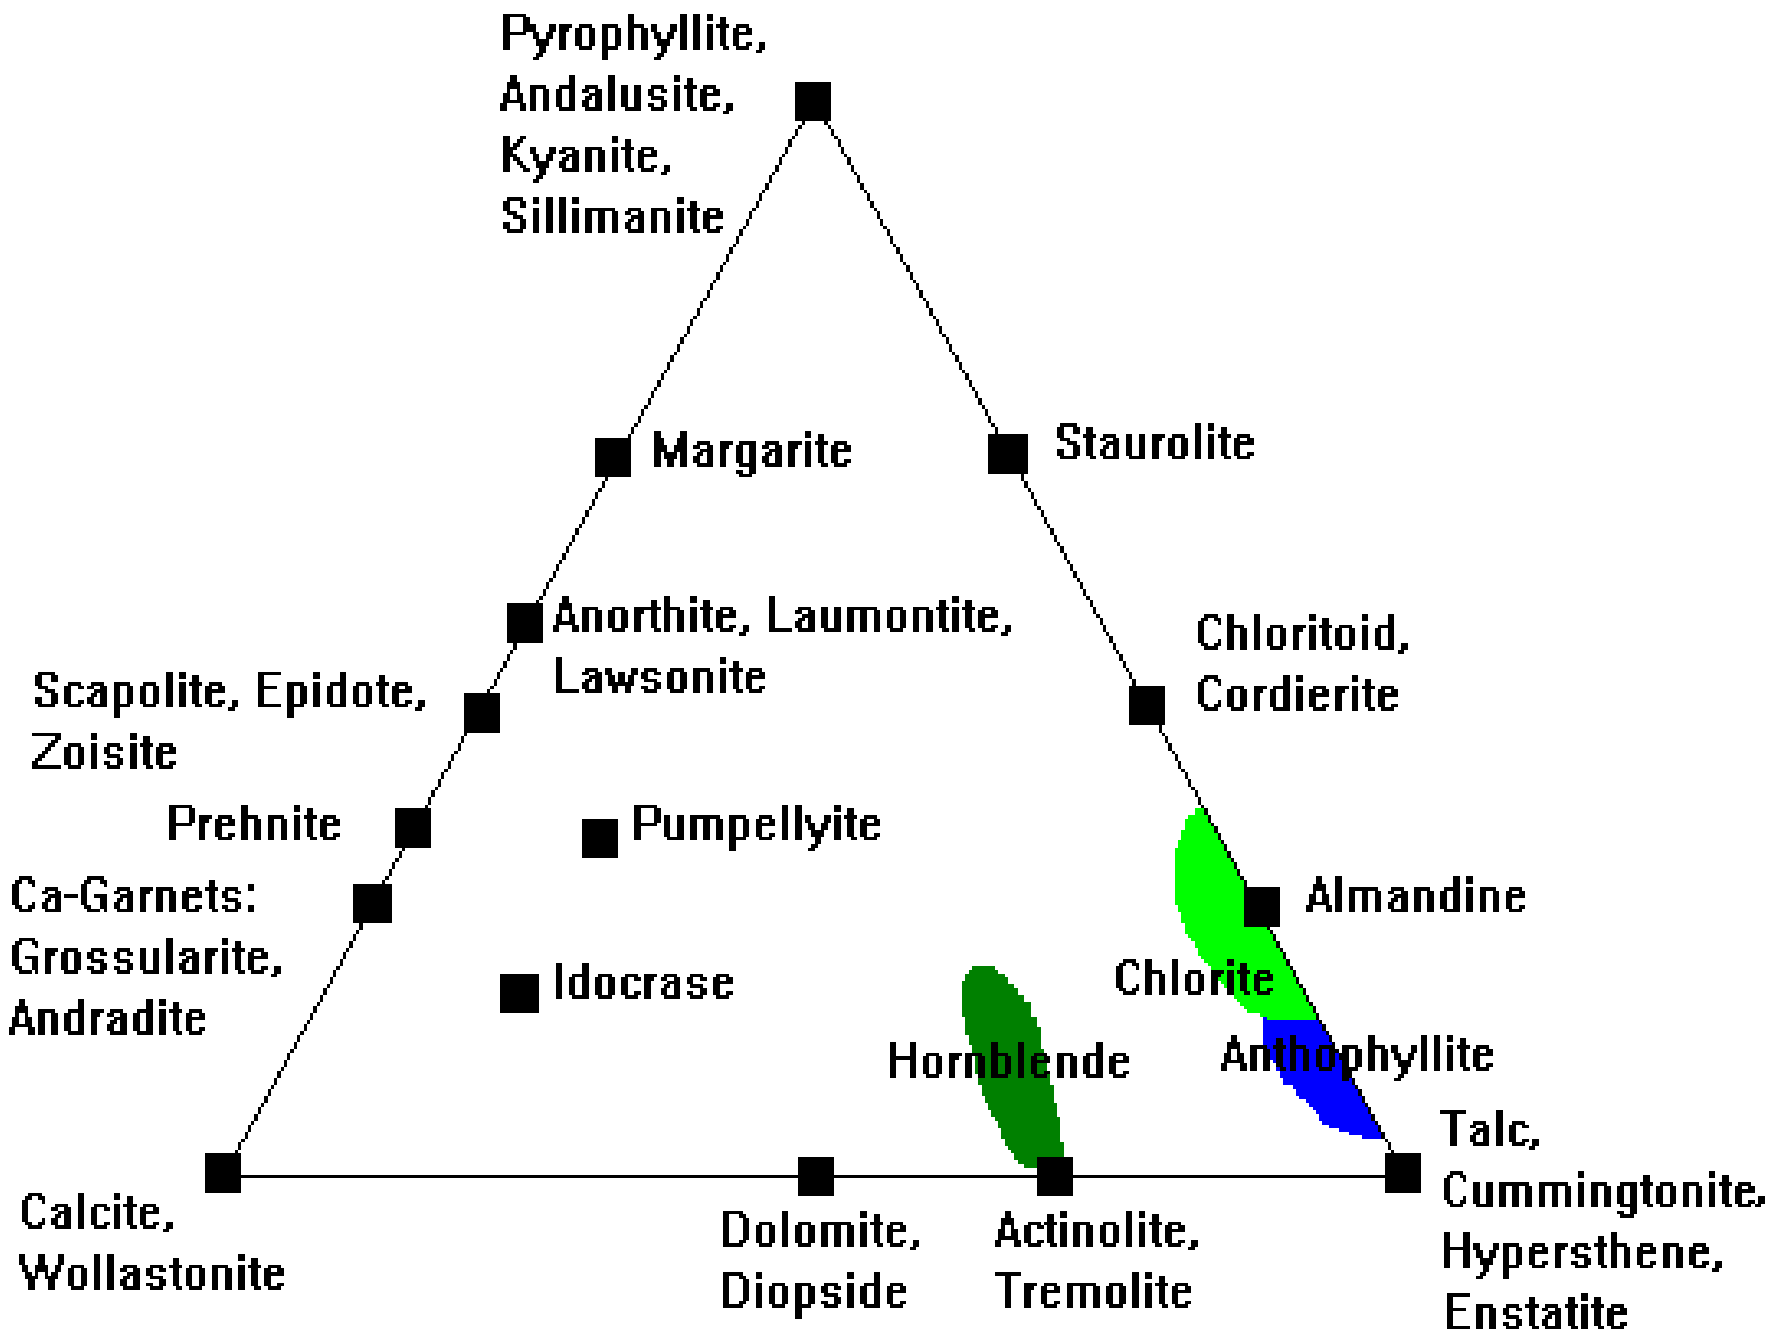 Pyrophyllite,
Andalusite,
Kyanite,
Sillimanite
Margarite
Staurolite
Anorthite, Laumontite,
Lawsonite
Chloritoid,
Cordierite
Scapolite, Epidote,
Zoisite
Prehnite
Pumpellyite
Ca-Garnets:
Grossularite,
Andradite
Almandine
Idocrase
Chlorite
Hornblende
Anthophyllite
Talc,
Cummingtonite,
Hypersthene,
Enstatite
Calcite,
Wollastonite
Dolomite,
Diopside
Actinolite,
Tremolite